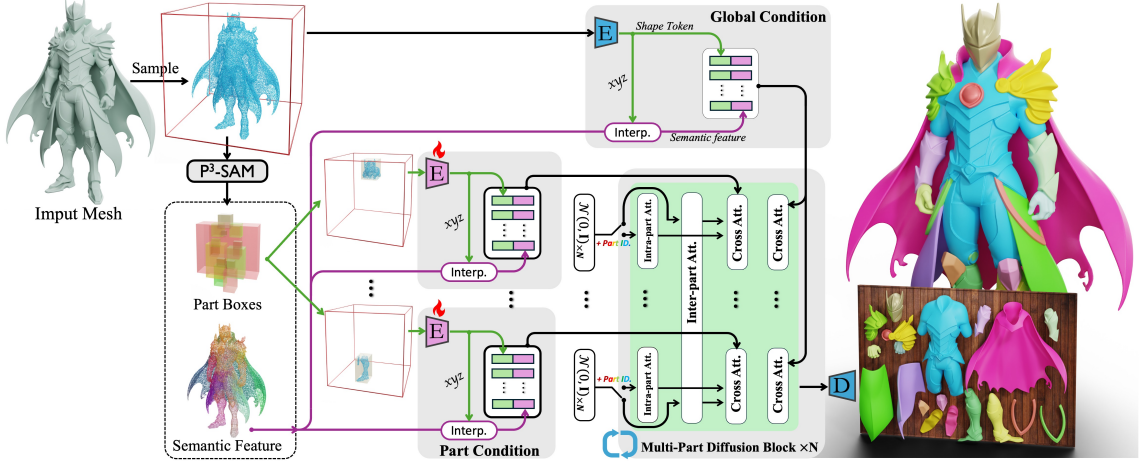 Global Condition
E
Shape Token
Sample
xyz
Interp.
Semantic feature
P³-SAM
Imput Mesh
E
xyz
Interp.
Part Boxes
E
xyz
Interp.
Semantic Feature
Part Condition
N×
𝒩(0, I)
+ Part ID.
Intra-part Att.
Inter-part Att.
Cross Att.
Cross Att.
N×
𝒩(0, I)
+ Part ID.
Intra-part Att.
Cross Att.
Cross Att.
D
Multi-Part Diffusion Block ×N